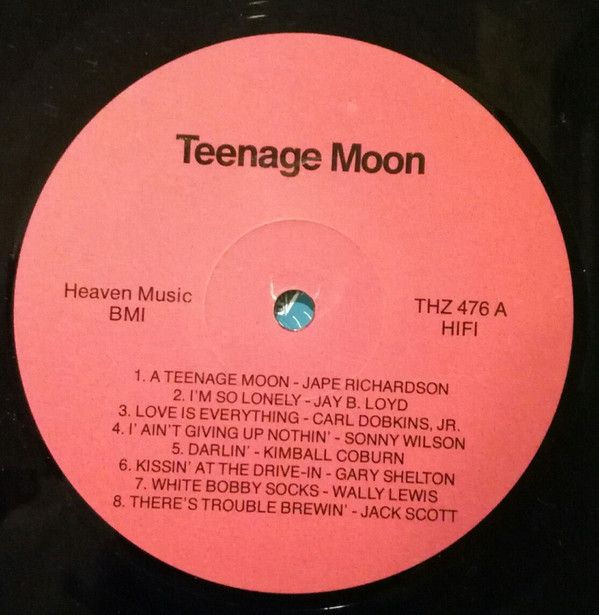 Teenage Moon
Heaven Music
BMI
THZ 476 A
HIFI
1. A TEENAGE MOON - JAPE RICHARDSON
2. I'M SO LONELY - JAY B. LOYD
3. LOVE IS EVERYTHING - CARL DOBKINS, JR.
4. I' AIN'T GIVING UP NOTHIN' - SONNY WILSON
5. DARLIN' - KIMBALL COBURN
6. KISSIN' AT THE DRIVE-IN - GARY SHELTON
7. WHITE BOBBY SOCKS - WALLY LEWIS
8. THERE'S TROUBLE BREWIN' - JACK SCOTT